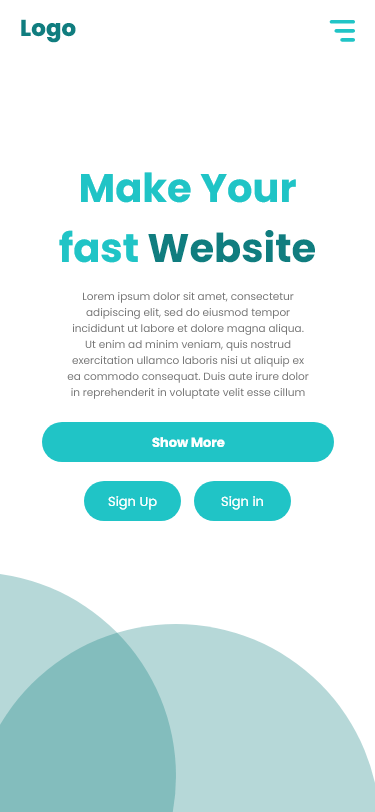 Logo
Make Your
fast Website
Lorem ipsum dolor sit amet, consectetur
adipiscing elit, sed do eiusmod tempor
incididunt ut labore et dolore magna aliqua.
Ut enim ad minim veniam, quis nostrud
exercitation ullamco laboris nisi ut aliquip ex
ea commodo consequat. Duis aute irure dolor
in reprehenderit in voluptate velit esse cillum
Show More
Sign Up
Sign in